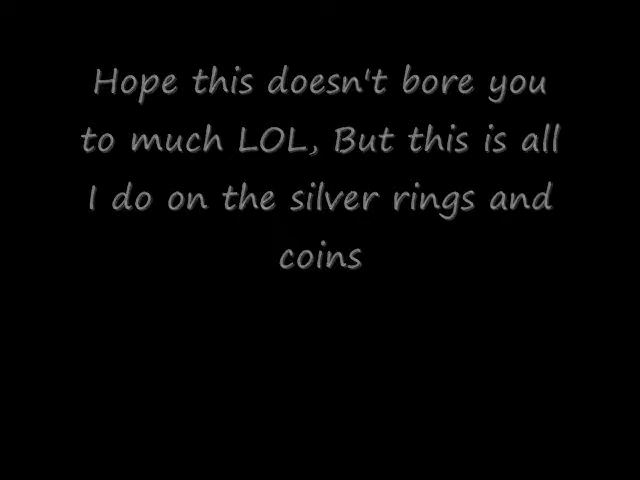 Hope this doesn't bore you
to much LOL, But this is all
I do on the silver rings and
coins